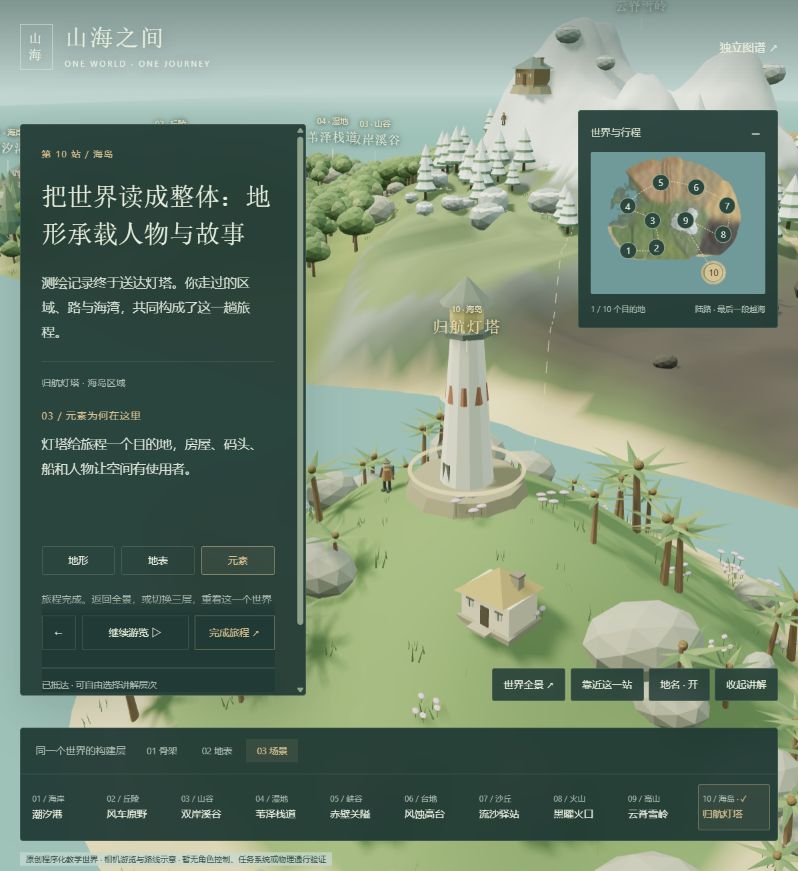 山海
山海之间
ONE WORLD · ONE JOURNEY
云脊雪岭
独立图谱 ↗
04 · 湿地
苇泽栈道
03 · 山谷
双岸溪谷
第 10 站 / 海岛
把世界读成整体：地
形承载人物与故事
测绘记录终于送达灯塔。你走过的区
域、路与海湾，共同构成了这一趟旅
程。
归航灯塔 · 海岛区域
03 / 元素为何在这里
灯塔给旅程一个目的地，房屋、码头、
船和人物让空间有使用者。
地形
地表
元素
旅程完成。返回全景，或切换三层，重看这一个世界
←
继续游览 ▷
完成旅程 ↗
已抵达 · 可自由选择讲解层次
世界与行程
5
6
4
7
3
9
8
1
2
10
1 / 10 个目的地
陆路 · 最后一段越海
10 · 海岛
归航灯塔
世界全景 ↗
靠近这一站
地名 · 开
收起讲解
同一个世界的构建层
01 骨架
02 地表
03 场景
01 / 海岸
潮汐港
02 / 丘陵
风车原野
03 / 山谷
双岸溪谷
04 / 湿地
苇泽栈道
05 / 峡谷
赤壁关隘
06 / 台地
风蚀高台
07 / 沙丘
流沙驿站
08 / 火山
黑曜火口
09 / 高山
云脊雪岭
10 / 海岛 · ✓
归航灯塔
原创程序化教学世界 · 相机游览与路线示意 · 暂无角色控制、任务系统或物理通行验证